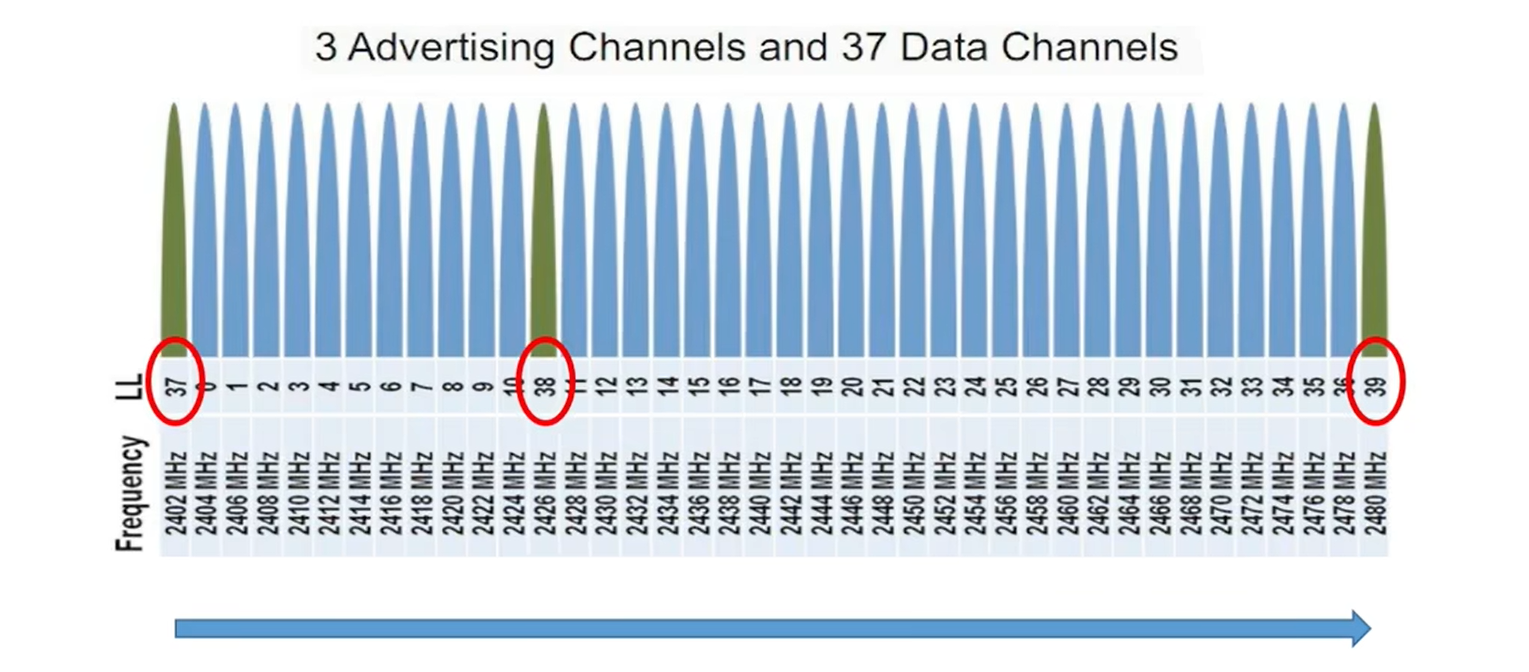 3 Advertising Channels and 37 Data Channels
LL 37 0 1 2 3 4 5 6 7 8 9 10 38 11 12 13 14 15 16 17 18 19 20 21 22 23 24 25 26 27 28 29 30 31 32 33 34 35 36 39
Frequency 2402 MHz 2404 MHz 2406 MHz 2408 MHz 2410 MHz 2412 MHz 2414 MHz 2416 MHz 2418 MHz 2420 MHz 2422 MHz 2424 MHz 2426 MHz 2428 MHz 2430 MHz 2432 MHz 2434 MHz 2436 MHz 2438 MHz 2440 MHz 2442 MHz 2444 MHz 2446 MHz 2448 MHz 2450 MHz 2452 MHz 2454 MHz 2456 MHz 2458 MHz 2460 MHz 2462 MHz 2464 MHz 2466 MHz 2468 MHz 2470 MHz 2472 MHz 2474 MHz 2476 MHz 2478 MHz 2480 MHz